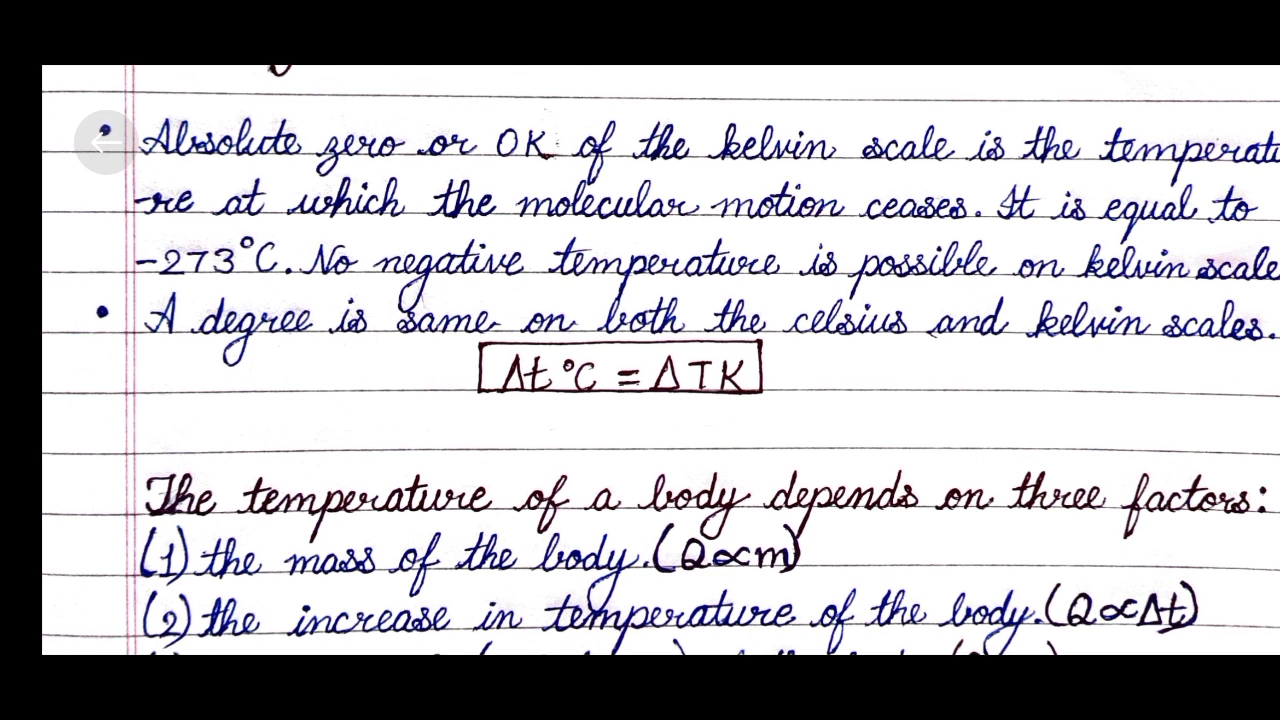 Absolute zero or 0K of the kelvin scale is the temperatu
-re at which the molecular motion ceases. It is equal to
-273°C. No negative temperature is possible on kelvin scale
A degree is same on both the celsius and kelvin scales.
Δt °C = ΔTK
The temperature of a body depends on three factors:
(1) the mass of the body. (Q∝m)
(2) the increase in temperature of the body. (Q∝Δt)